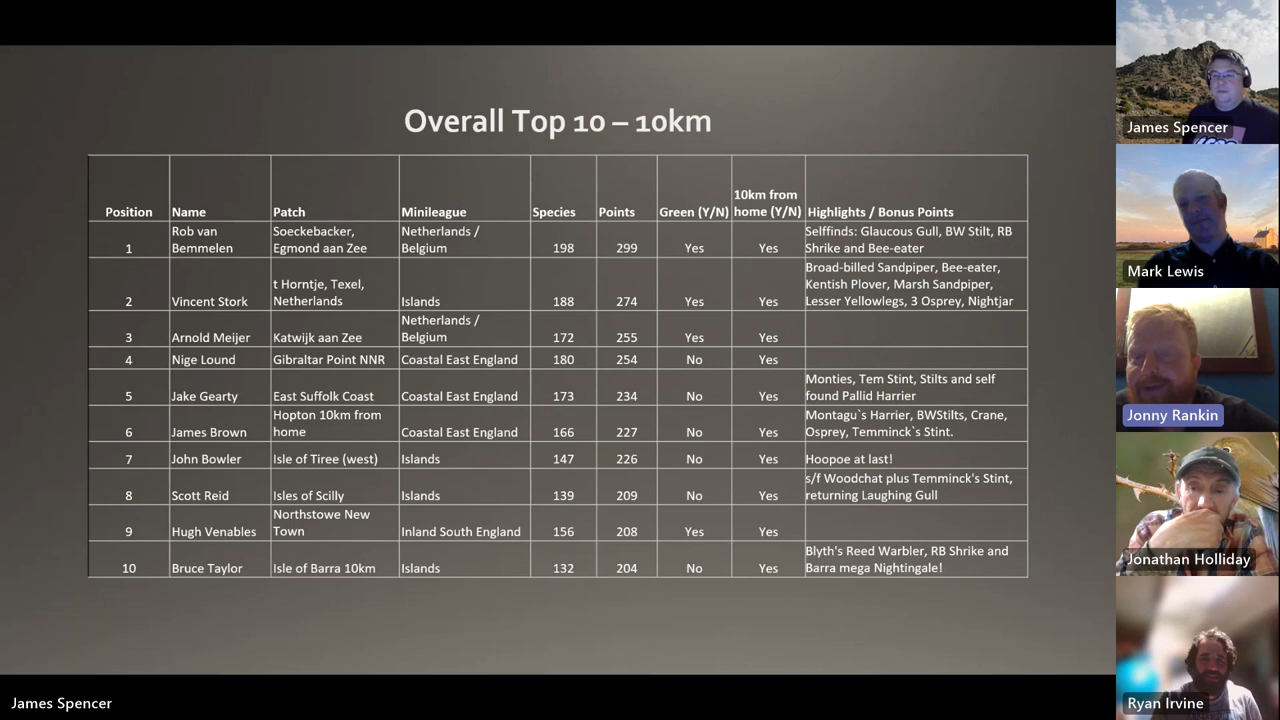 Overall Top 10 – 10km
Position Name Patch Minileague Species Points Green (Y/N) 10km from home (Y/N) Highlights / Bonus Points
1 Rob van Bemmelen Soeckebacker, Egmond aan Zee Netherlands / Belgium 198 299 Yes Yes Selffinds: Glaucous Gull, BW Stilt, RB Shrike and Bee-eater
2 Vincent Stork t Horntje, Texel, Netherlands Islands 188 274 Yes Yes Broad-billed Sandpiper, Bee-eater, Kentish Plover, Marsh Sandpiper, Lesser Yellowlegs, 3 Osprey, Nightjar
3 Arnold Meijer Katwijk aan Zee Netherlands / Belgium 172 255 Yes Yes
4 Nige Lound Gibraltar Point NNR Coastal East England 180 254 No Yes
5 Jake Gearty East Suffolk Coast Coastal East England 173 234 No Yes Monties, Tem Stint, Stilts and self found Pallid Harrier
6 James Brown Hopton 10km from home Coastal East England 166 227 No Yes Montagu`s Harrier, BWStilts, Crane, Osprey, Temminck`s Stint.
7 John Bowler Isle of Tiree (west) Islands 147 226 No Yes Hoopoe at last!
8 Scott Reid Isles of Scilly Islands 139 209 No Yes s/f Woodchat plus Temminck's Stint, returning Laughing Gull
9 Hugh Venables Northstowe New Town Inland South England 156 208 Yes Yes
10 Bruce Taylor Isle of Barra 10km Islands 132 204 No Yes Blyth's Reed Warbler, RB Shrike and Barra mega Nightingale!
James Spencer
James Spencer
Mark Lewis
Jonny Rankin
Jonathan Holliday
Ryan Irvine